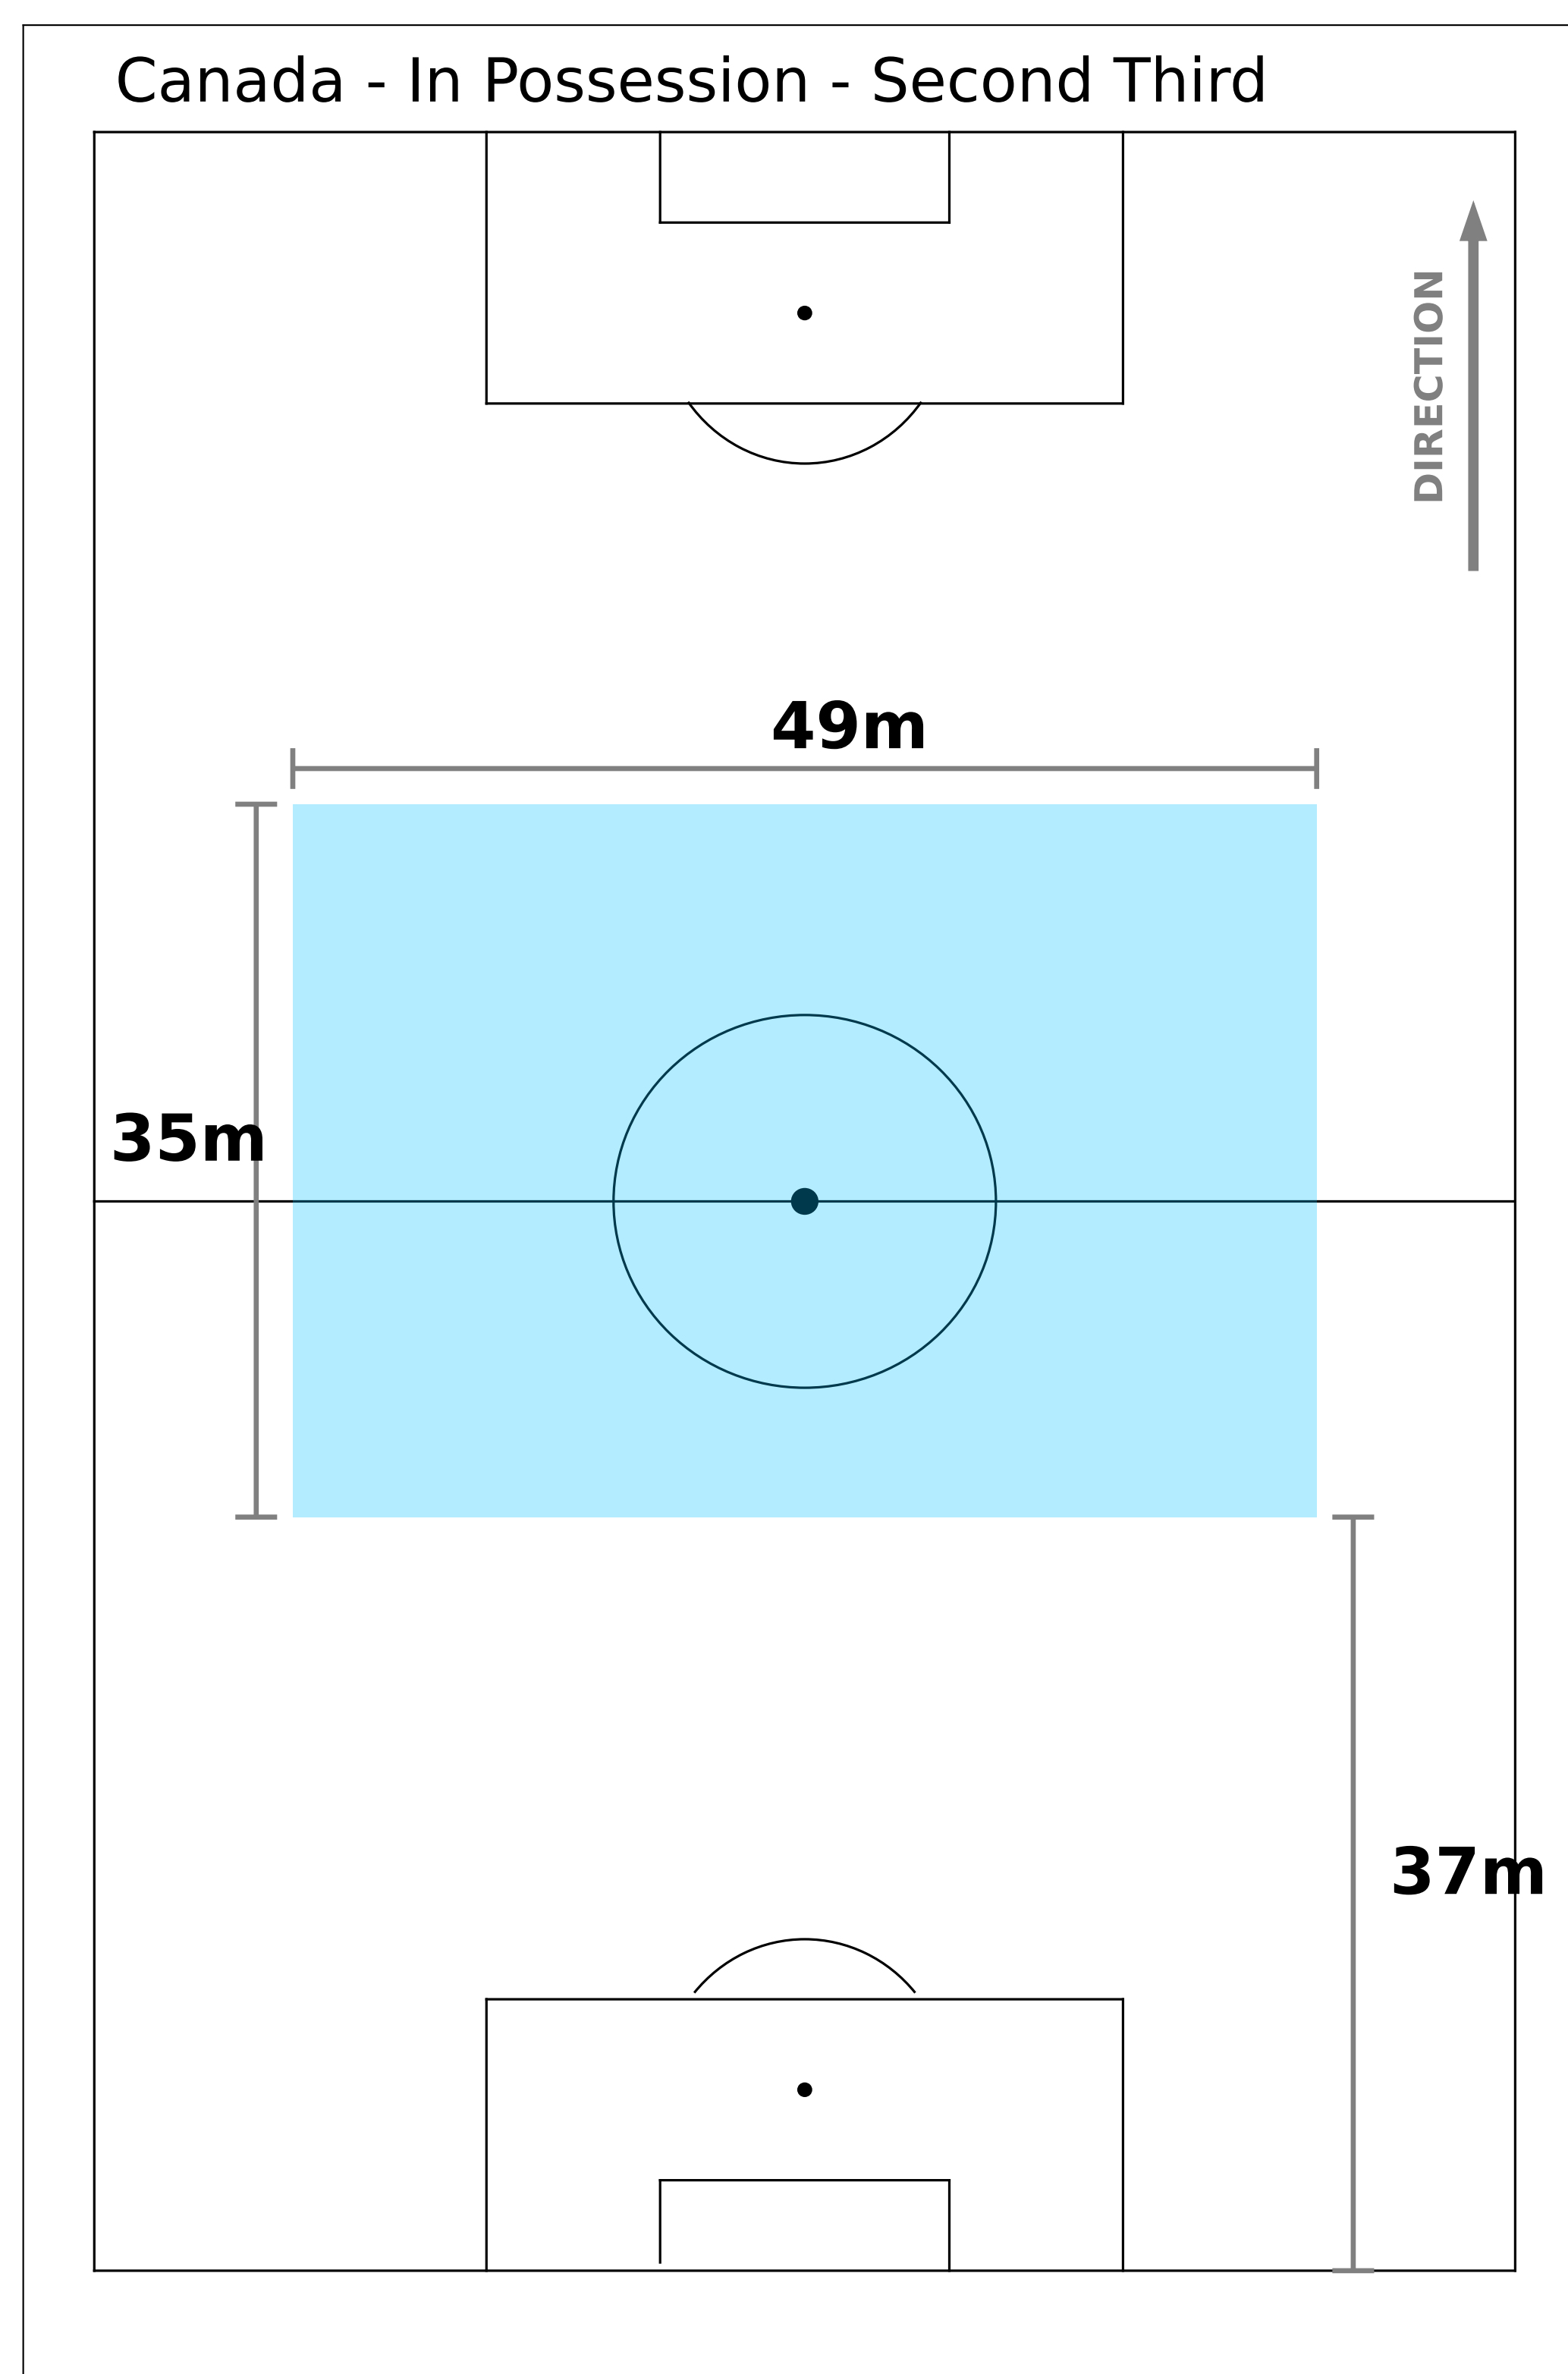 Canada - In Possession - Second Third
DIRECTION
49m
35m
37m